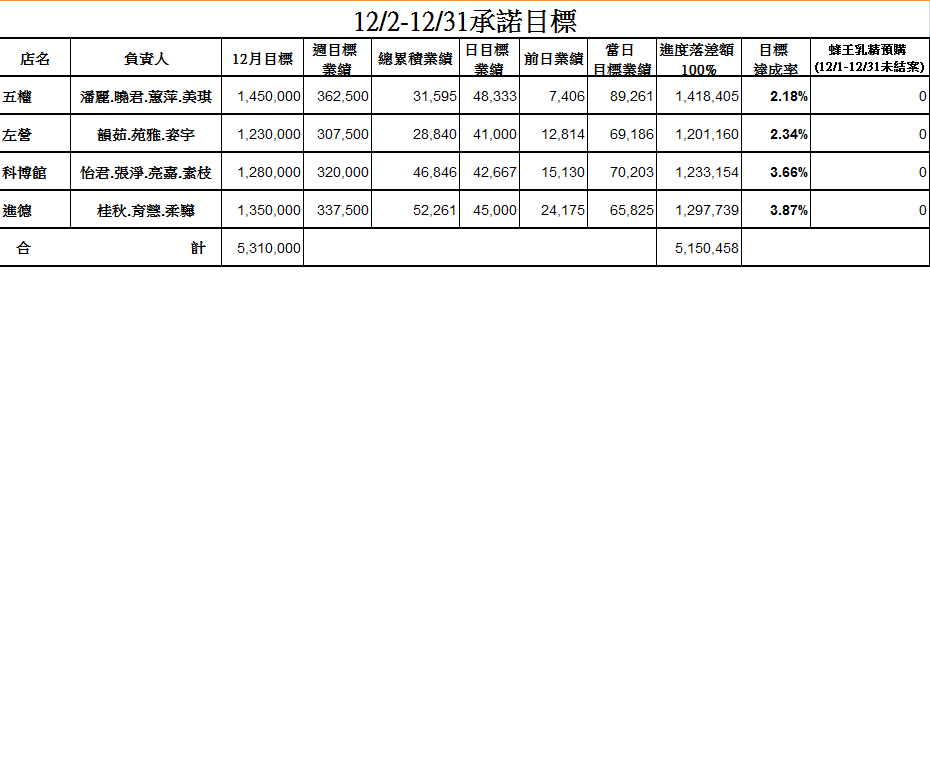 12/2-12/31承諾目標
店名 負責人 12月目標 週目標業績 總累積業績 日目標業績 前日業績 當日目標業績 進度落差額100% 目標達成率 蜂王乳精預購(12/1-12/31未結案)
五權 潘麗.曉君.蕙萍.美琪 1,450,000 362,500 31,595 48,333 7,406 89,261 1,418,405 2.18% 0
左營 韻茹.苑雅.姿宇 1,230,000 307,500 28,840 41,000 12,814 69,186 1,201,160 2.34% 0
科博館 怡君.張淨.亮嘉.素枝 1,280,000 320,000 46,846 42,667 15,130 70,203 1,233,154 3.66% 0
進德 桂秋.育慧.柔驊 1,350,000 337,500 52,261 45,000 24,175 65,825 1,297,739 3.87% 0
合 計 5,310,000 5,150,458